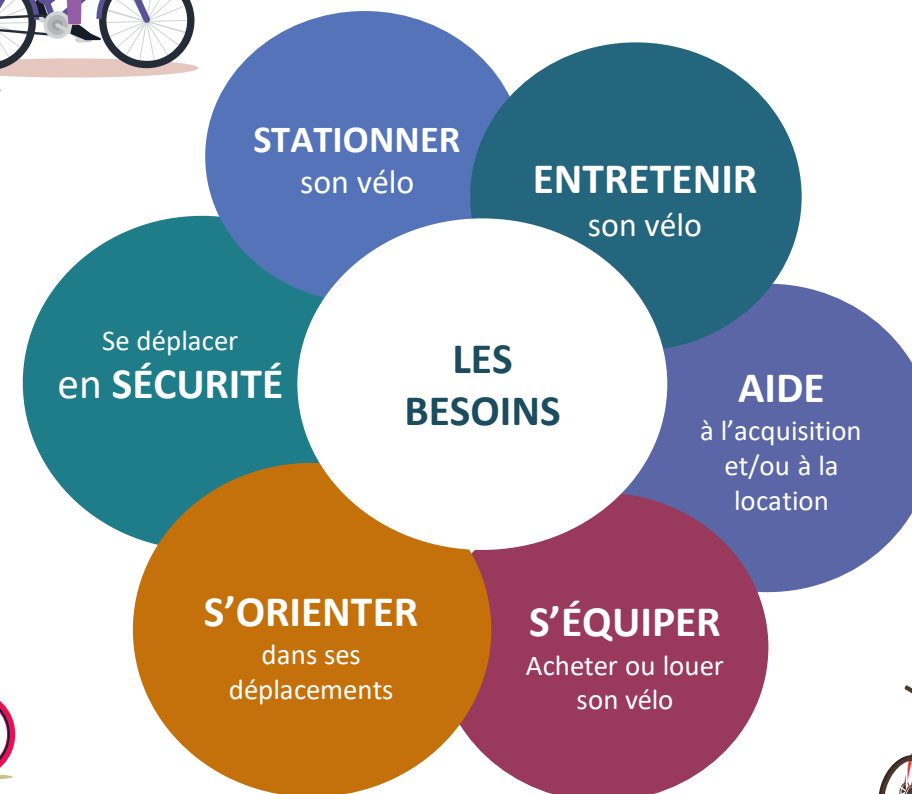 STATIONNER
son vélo
ENTRETENIR
son vélo
Se déplacer
en SÉCURITÉ
LES
BESOINS
AIDE
à l’acquisition
et/ou à la
location
S’ORIENTER
dans ses
déplacements
S’ÉQUIPER
Acheter ou louer
son vélo